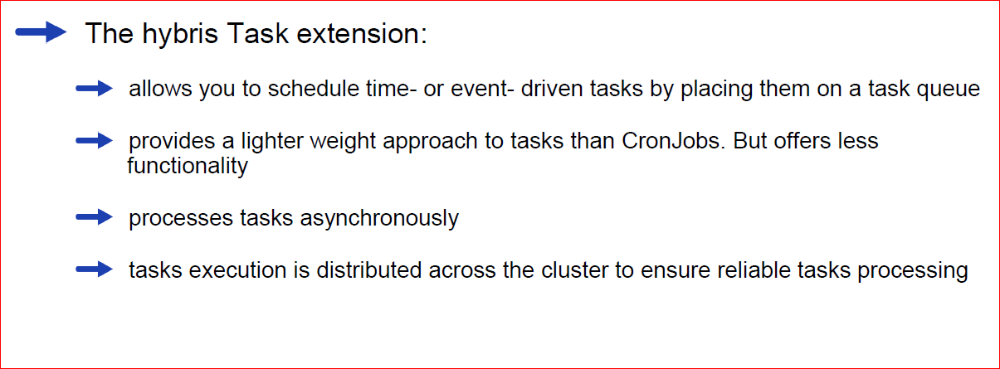 The hybris Task extension:
allows you to schedule time- or event- driven tasks by placing them on a task queue
provides a lighter weight approach to tasks than CronJobs. But offers less
functionality
processes tasks asynchronously
tasks execution is distributed across the cluster to ensure reliable tasks processing